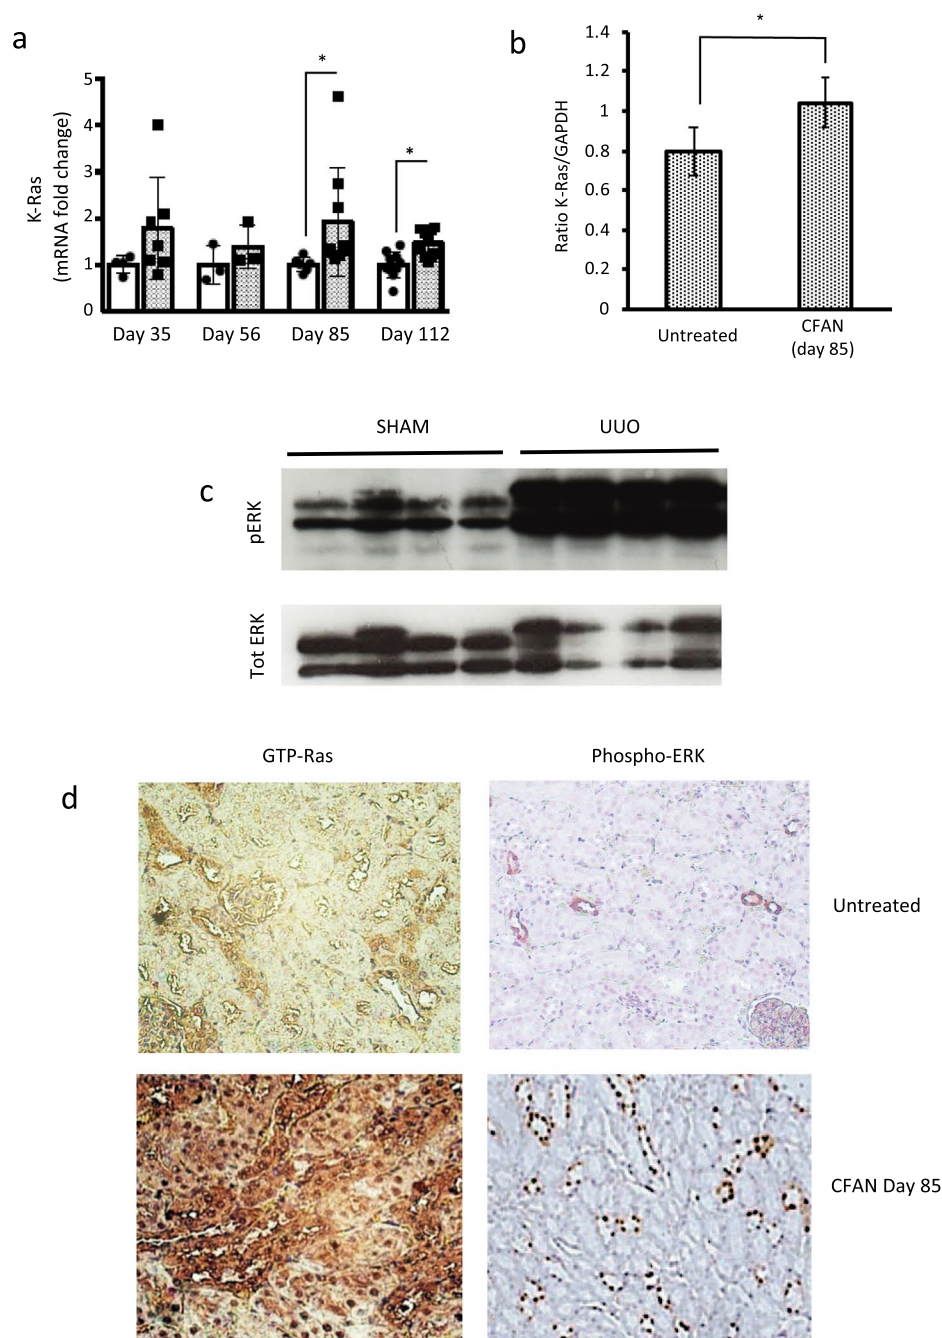 a
K-Ras
(mRNA fold change)
5
4
3
2
1
0
*
*
Day 35
Day 56
Day 85
Day 112
b
Ratio K-Ras/GAPDH
1.4
1.2
1
0.8
0.6
0.4
0.2
0
*
Untreated
CFAN
(day 85)
c
SHAM
UUO
pERK
Tot ERK
d
GTP-Ras
Phospho-ERK
Untreated
CFAN Day 85